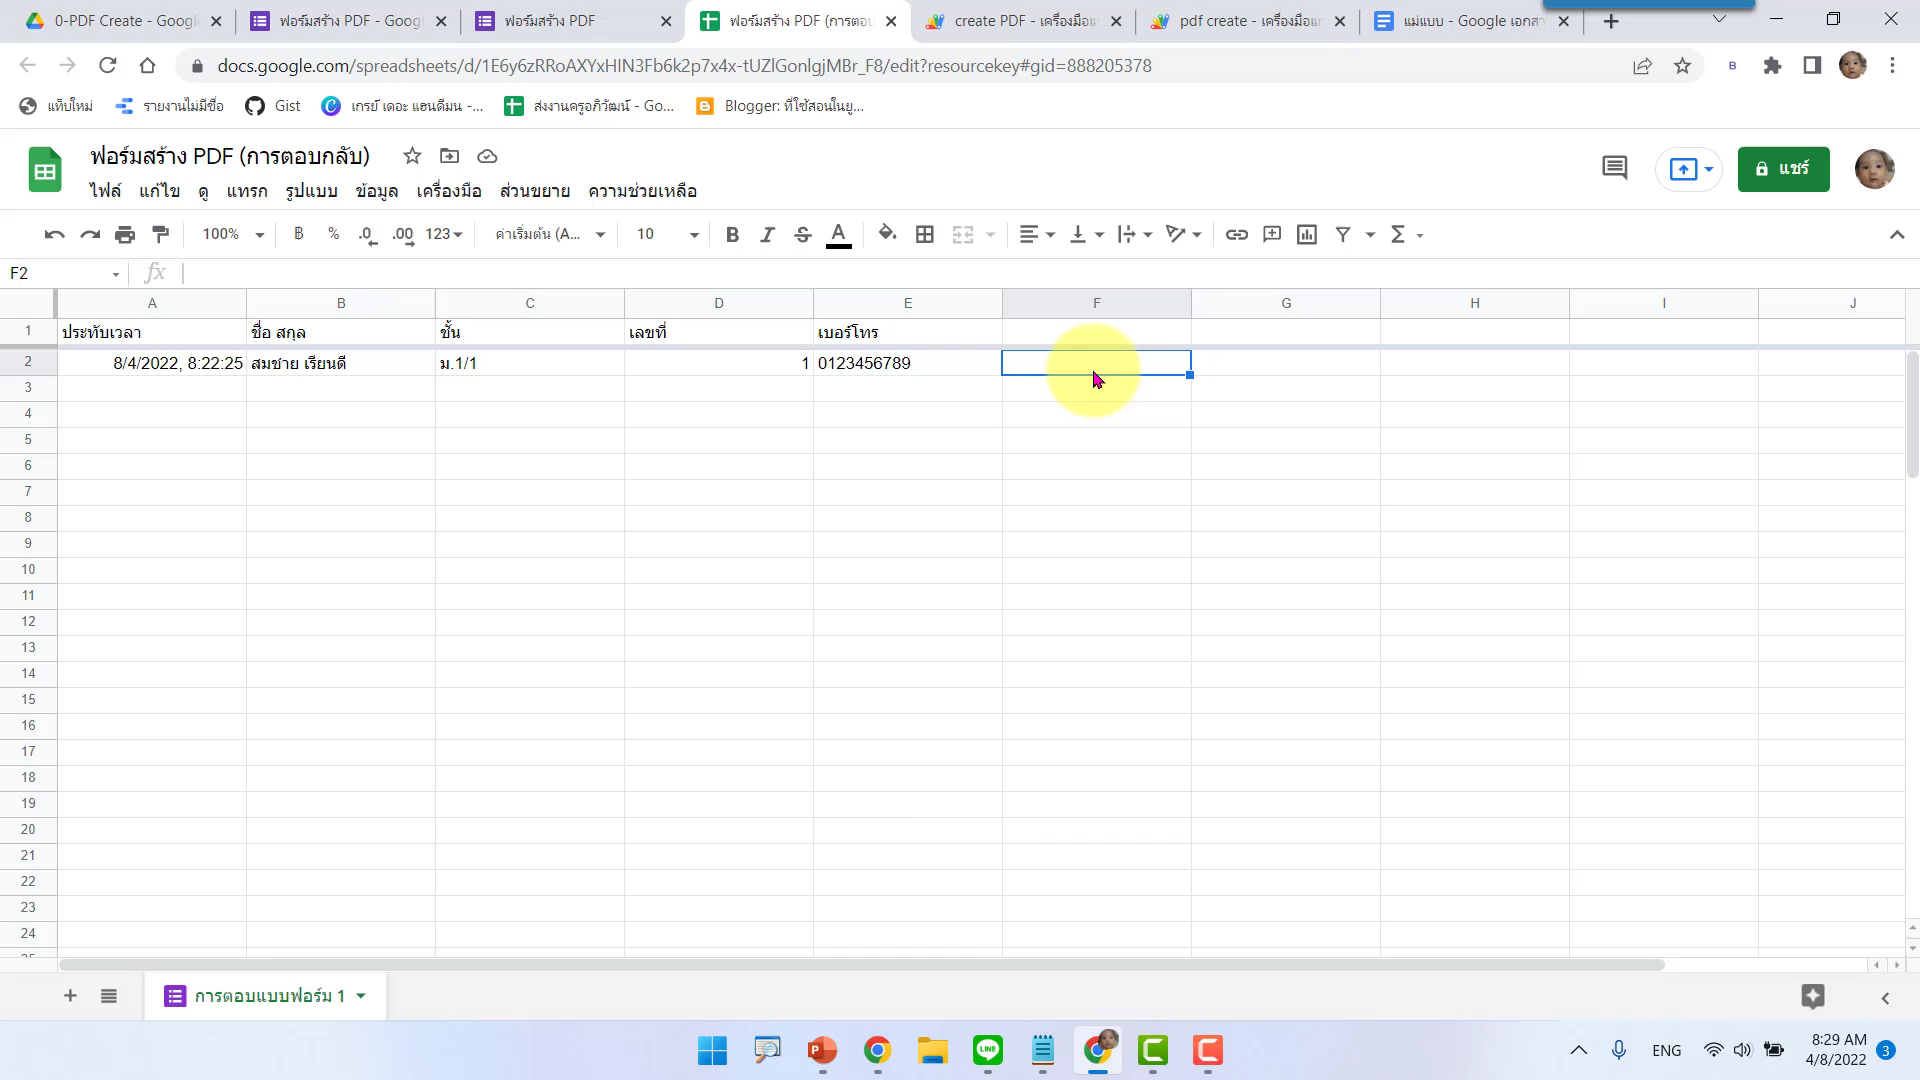 0-PDF Create - Googl
ฟอร์มสร้าง PDF - Googl
ฟอร์มสร้าง PDF
ฟอร์มสร้าง PDF (การตอบ
create PDF - เครื่องมือแ
pdf create - เครื่องมือแ
แม่แบบ - Google เอกสา
docs.google.com/spreadsheets/d/1E6y6zRRoAXYxHIN3Fb6k2p7x4x-tUZlGonlgjMBr_F8/edit?resourcekey#gid=888205378
แท็บใหม่
รายงานไม่มีชื่อ
Gist
เกรย์ เดอะ แฮนดีมน -...
ส่งงานครูอภิวัฒน์ - Go...
Blogger: ที่ใช้สอนในยู...
ฟอร์มสร้าง PDF (การตอบกลับ)
แชร์
ไฟล์ แก้ไข ดู แทรก รูปแบบ ข้อมูล เครื่องมือ ส่วนขยาย ความช่วยเหลือ
100% ฿ % .0 .00 123 ค่าเริ่มต้น (A... 10 B I S A Σ
F2 fx
A B C D E F G H I J
1 ประทับเวลา ชื่อ สกุล ชั้น เลขที่ เบอร์โทร
2 8/4/2022, 8:22:25 สมชาย เรียนดี ม.1/1 1 0123456789
3
4
5
6
7
8
9
10
11
12
13
14
15
16
17
18
19
20
21
22
23
24
การตอบแบบฟอร์ม 1
ENG
8:29 AM
4/8/2022
3